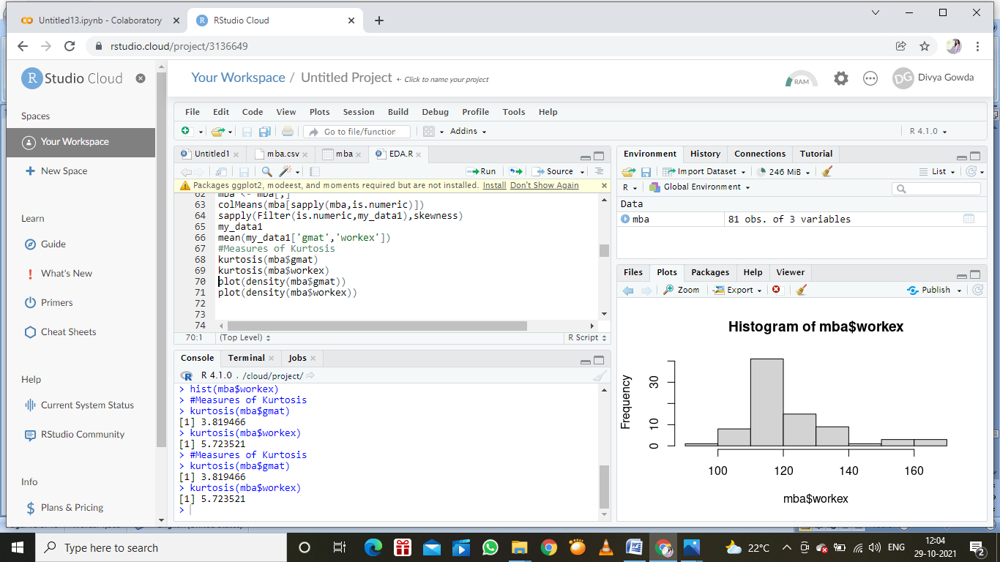 Untitled13.ipynb - Colaboratory
RStudio Cloud
rstudio.cloud/project/3136649
R Studio Cloud
Spaces
Your Workspace
New Space
Learn
Guide
What's New
Primers
Cheat Sheets
Help
Current System Status
RStudio Community
Info
Plans & Pricing
Your Workspace / Untitled Project ← Click to name your project
RAM
DG Divya Gowda
File Edit Code View Plots Session Build Debug Profile Tools Help
Go to file/function Addins
R 4.1.0
Untitled1 mba.csv mba EDA.R
Run Source
Packages ggplot2, modeest, and moments required but are not installed. Install Don't Show Again
62 mba <- mba[,]
63 colMeans(mba[sapply(mba,is.numeric)])
64 sapply(Filter(is.numeric,my_data1),skewness)
65 my_data1
66 mean(my_data1['gmat','workex'])
67 #Measures of Kurtosis
68 kurtosis(mba$gmat)
69 kurtosis(mba$workex)
70 plot(density(mba$gmat))
71 plot(density(mba$workex))
72
73
74
70:1 (Top Level) R Script
Console Terminal Jobs
R 4.1.0 . /cloud/project/
> hist(mba$workex)
> #Measures of Kurtosis
> kurtosis(mba$gmat)
[1] 3.819466
> kurtosis(mba$workex)
[1] 5.723521
> #Measures of Kurtosis
> kurtosis(mba$gmat)
[1] 3.819466
> kurtosis(mba$workex)
[1] 5.723521
>
Environment History Connections Tutorial
Import Dataset 246 MiB List
R Global Environment
Data
mba 81 obs. of 3 variables
Files Plots Packages Help Viewer
Zoom Export Publish
Histogram of mba$workex
Frequency
30
10
0
100 120 140 160
mba$workex
Type here to search
22°C ENG 12:04
29-10-2021
2